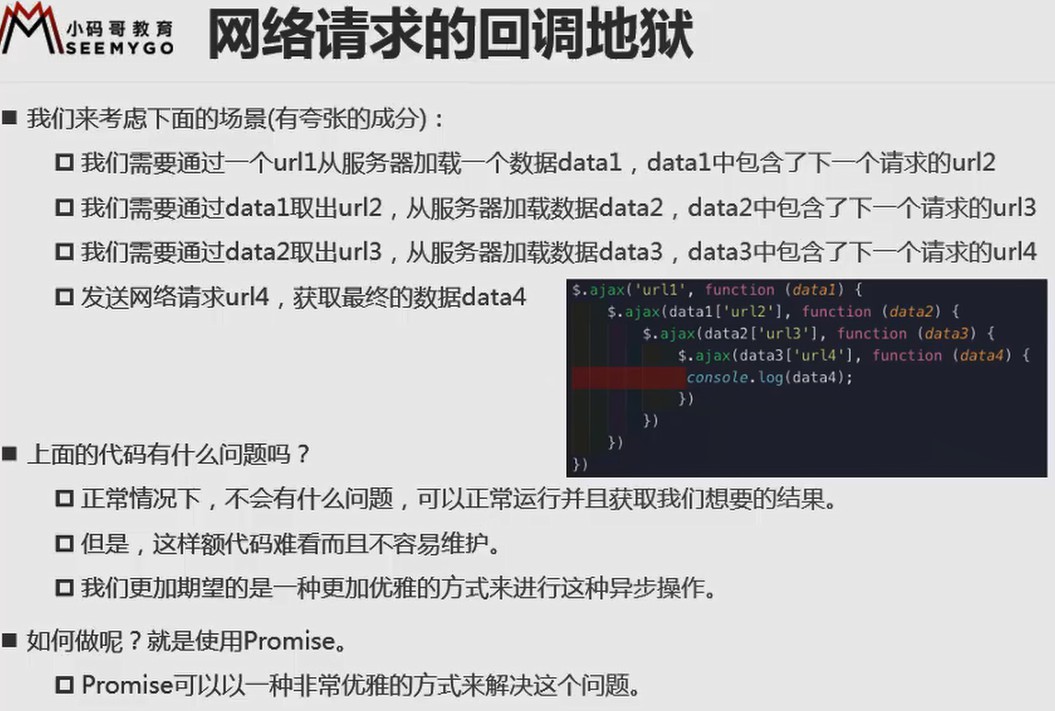 小码哥教育
SEEMYGO
网络请求的回调地狱
我们来考虑下面的场景(有夸张的成分)：
我们需要通过一个url1从服务器加载一个数据data1，data1中包含了下一个请求的url2
我们需要通过data1取出url2，从服务器加载数据data2，data2中包含了下一个请求的url3
我们需要通过data2取出url3，从服务器加载数据data3，data3中包含了下一个请求的url4
发送网络请求url4，获取最终的数据data4
$.ajax('url1', function (data1) {
$.ajax(data1['url2'], function (data2) {
$.ajax(data2['url3'], function (data3) {
$.ajax(data3['url4'], function (data4) {
console.log(data4);
})
})
})
})
上面的代码有什么问题吗？
正常情况下，不会有什么问题，可以正常运行并且获取我们想要的结果。
但是，这样额代码难看而且不容易维护。
我们更加期望的是一种更加优雅的方式来进行这种异步操作。
如何做呢？就是使用Promise。
Promise可以以一种非常优雅的方式来解决这个问题。